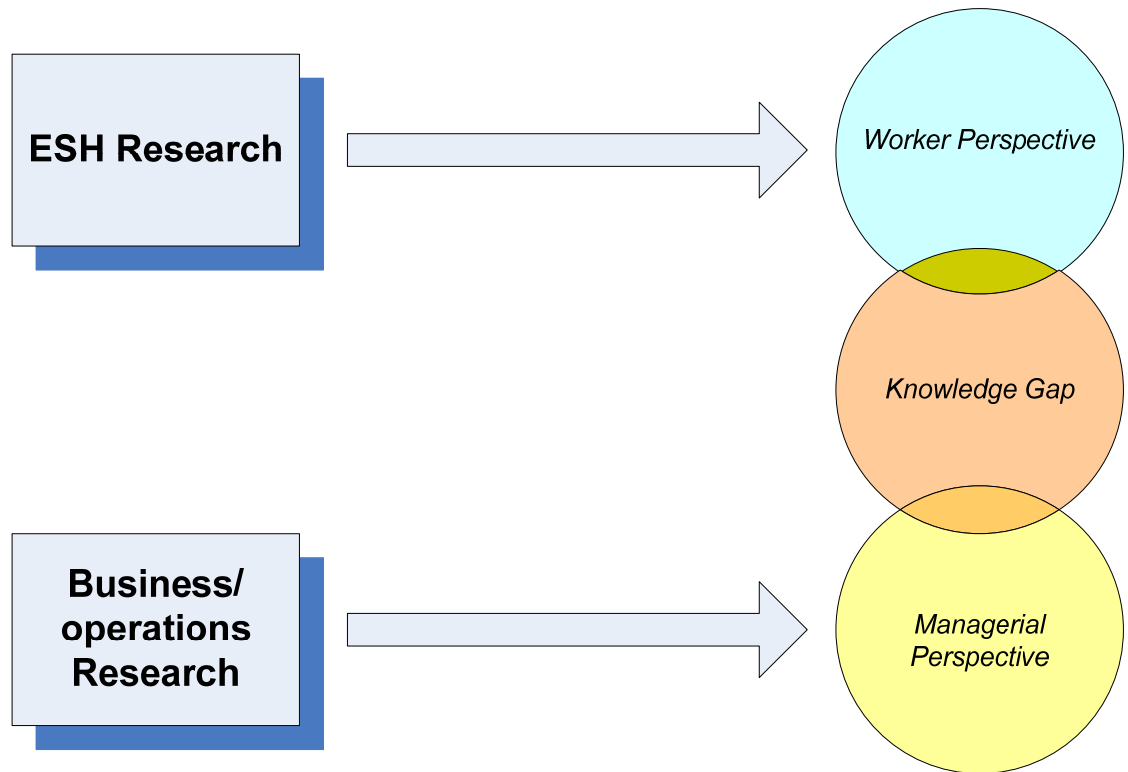 ESH Research
Worker Perspective
Knowledge Gap
Business/
operations
Research
Managerial
Perspective